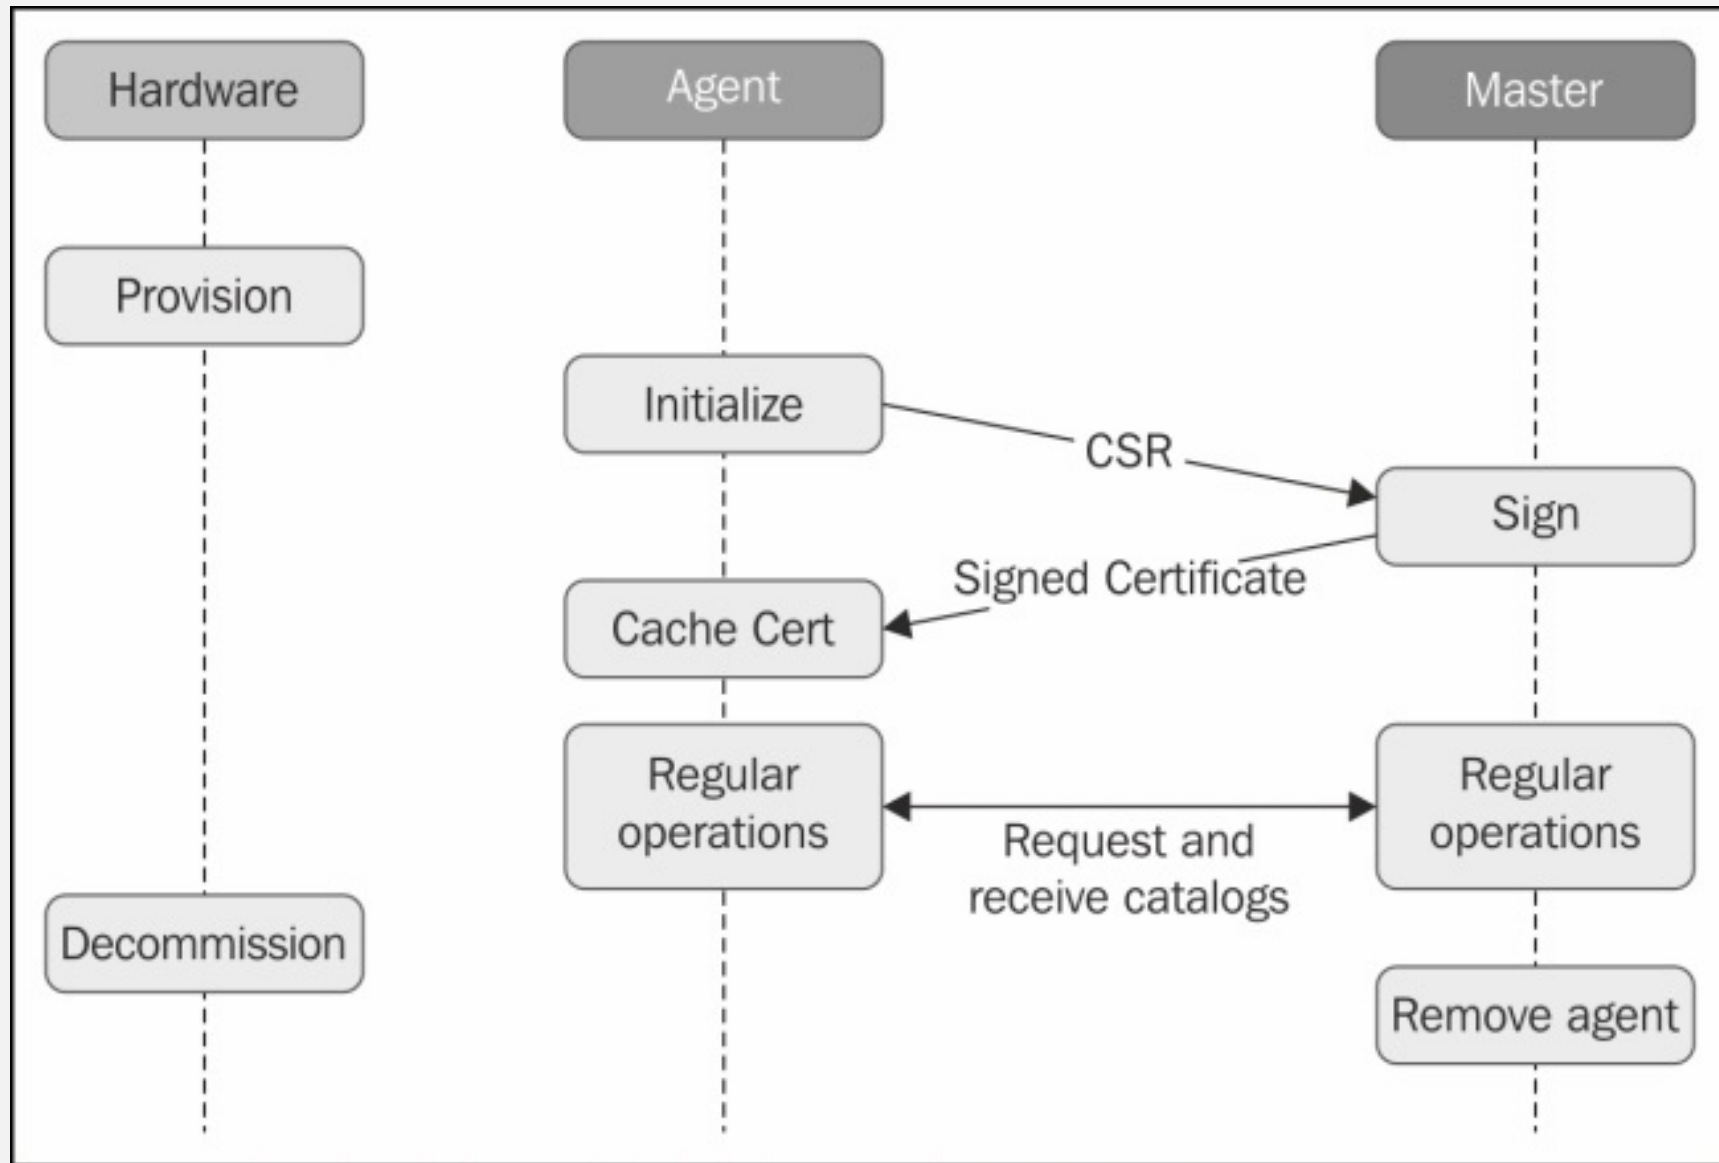 Hardware
Agent
Master
Provision
Initialize
CSR
Sign
Signed Certificate
Cache Cert
Regular
operations
Regular
operations
Request and
receive catalogs
Decommission
Remove agent